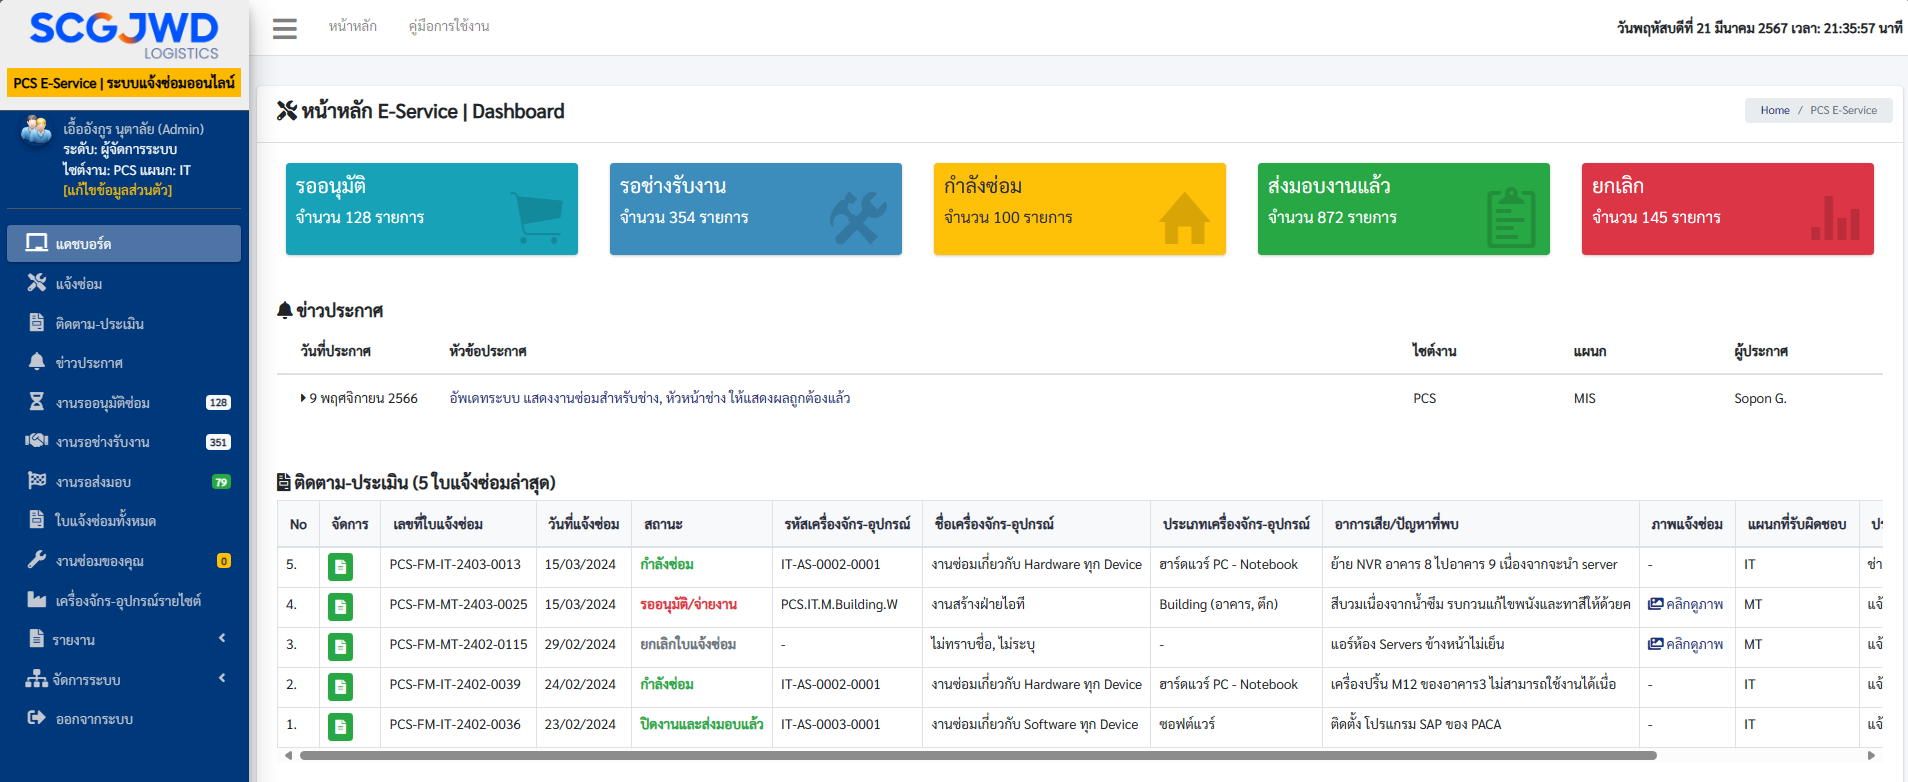 SCGJWD
LOGISTICS
PCS E-Service | ระบบแจ้งซ่อมออนไลน์
เอื้ออังกูร นุตาลัย (Admin)
ระดับ: ผู้จัดการระบบ
ไซต์งาน: PCS แผนก: IT
[แก้ไขข้อมูลส่วนตัว]
แดชบอร์ด
แจ้งซ่อม
ติดตาม-ประเมิน
ข่าวประกาศ
งานรออนุมัติซ่อม 128
งานรอช่างรับงาน 351
งานรอส่งมอบ 79
ใบแจ้งซ่อมทั้งหมด
งานซ่อมของคุณ 0
เครื่องจักร-อุปกรณ์รายไซต์
รายงาน
จัดการระบบ
ออกจากระบบ
หน้าหลัก คู่มือการใช้งาน
วันพฤหัสบดีที่ 21 มีนาคม 2567 เวลา: 21:35:57 นาที
หน้าหลัก E-Service | Dashboard
Home / PCS E-Service
รออนุมัติ
จำนวน 128 รายการ
รอช่างรับงาน
จำนวน 354 รายการ
กำลังซ่อม
จำนวน 100 รายการ
ส่งมอบงานแล้ว
จำนวน 872 รายการ
ยกเลิก
จำนวน 145 รายการ
ข่าวประกาศ
วันที่ประกาศ หัวข้อประกาศ ไซต์งาน แผนก ผู้ประกาศ
9 พฤศจิกายน 2566 อัพเดทระบบ แสดงงานซ่อมสำหรับช่าง, หัวหน้าช่าง ให้แสดงผลถูกต้องแล้ว PCS MIS Sopon G.
ติดตาม-ประเมิน (5 ใบแจ้งซ่อมล่าสุด)
No จัดการ เลขที่ใบแจ้งซ่อม วันที่แจ้งซ่อม สถานะ รหัสเครื่องจักร-อุปกรณ์ ชื่อเครื่องจักร-อุปกรณ์ ประเภทเครื่องจักร-อุปกรณ์ อาการเสีย/ปัญหาที่พบ ภาพแจ้งซ่อม แผนกที่รับผิดชอบ ปร
5. PCS-FM-IT-2403-0013 15/03/2024 กำลังซ่อม IT-AS-0002-0001 งานซ่อมเกี่ยวกับ Hardware ทุก Device ฮาร์ดแวร์ PC - Notebook ย้าย NVR อาคาร 8 ไปอาคาร 9 เนื่องจากจะนำ server - IT ช่า
4. PCS-FM-MT-2403-0025 15/03/2024 รออนุมัติ/จ่ายงาน PCS.IT.M.Building.W งานสร้างฝ่ายไอที Building (อาคาร, ตึก) สีบวมเนื่องจากน้ำซึม รบกวนแก้ไขพนังและทาสีให้ด้วยค คลิกดูภาพ MT แจ้
3. PCS-FM-MT-2402-0115 29/02/2024 ยกเลิกใบแจ้งซ่อม - ไม่ทราบชื่อ, ไม่ระบุ - แอร์ห้อง Servers ข้างหน้าไม่เย็น คลิกดูภาพ MT แจ้
2. PCS-FM-IT-2402-0039 24/02/2024 กำลังซ่อม IT-AS-0002-0001 งานซ่อมเกี่ยวกับ Hardware ทุก Device ฮาร์ดแวร์ PC - Notebook เครื่องปริ้น M12 ของอาคาร3 ไม่สามารถใช้งานได้เนื่อ - IT แจ้
1. PCS-FM-IT-2402-0036 23/02/2024 ปิดงานและส่งมอบแล้ว IT-AS-0003-0001 งานซ่อมเกี่ยวกับ Software ทุก Device ซอฟต์แวร์ ติดตั้ง โปรแกรม SAP ของ PACA - IT แจ้